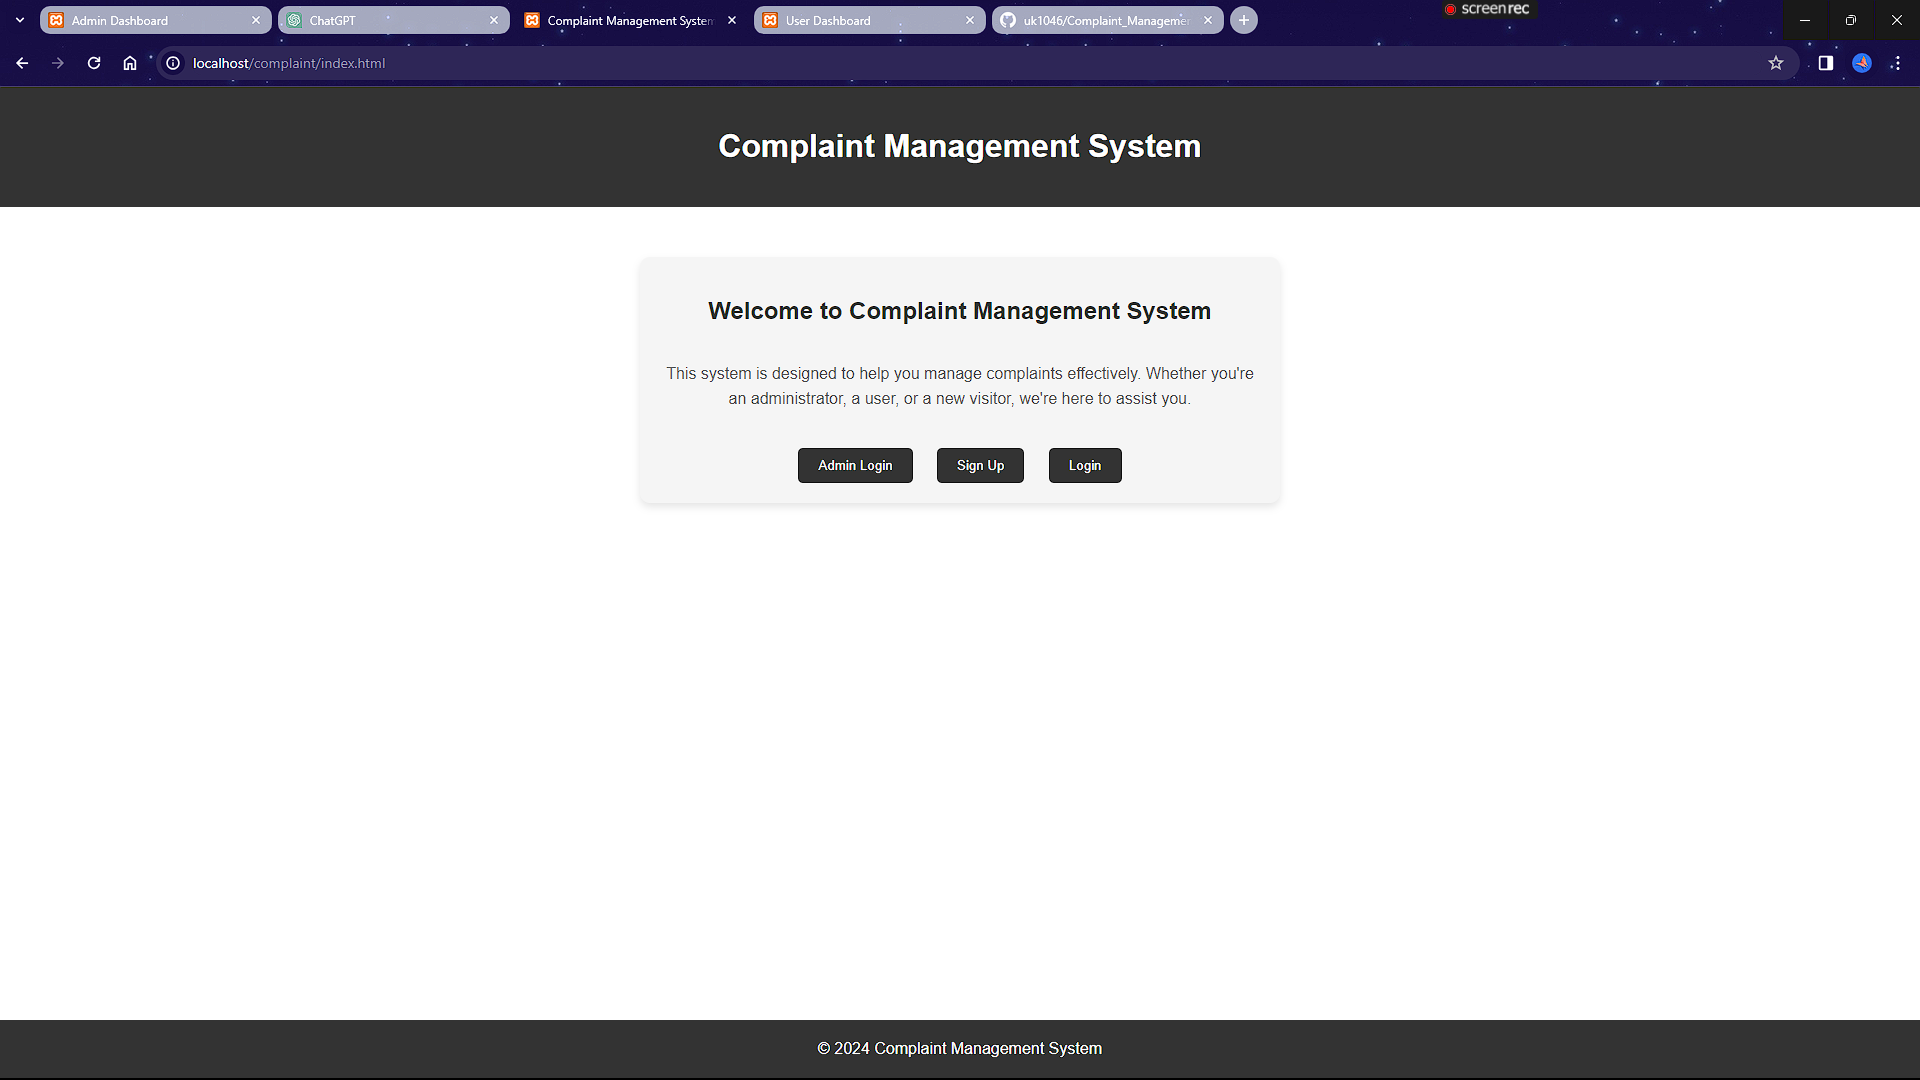 Admin Dashboard
ChatGPT
Complaint Management System
User Dashboard
uk1046/Complaint_Managemen
screenrec
localhost/complaint/index.html
Complaint Management System
Welcome to Complaint Management System
This system is designed to help you manage complaints effectively. Whether you're
an administrator, a user, or a new visitor, we're here to assist you.
Admin Login
Sign Up
Login
© 2024 Complaint Management System